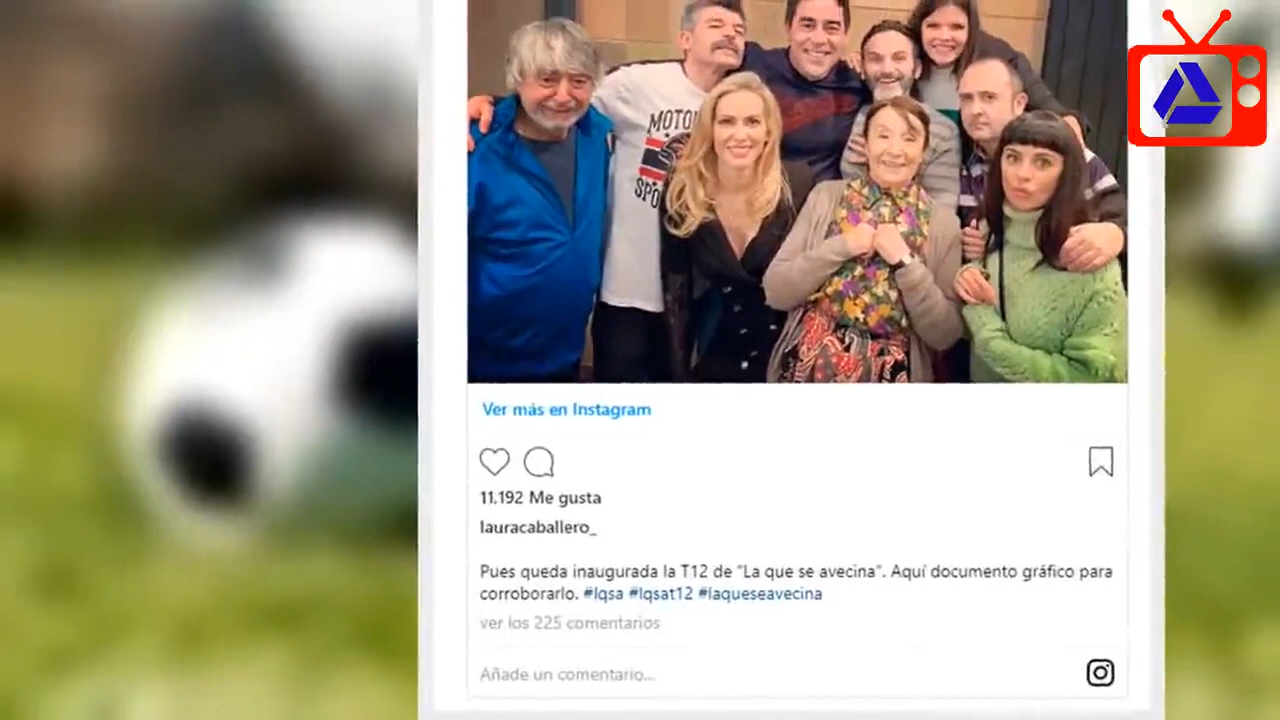 MOTO
SPO
Ver más en Instagram
11.192 Me gusta
lauracaballero_
Pues queda inaugurada la T12 de "La que se avecina". Aquí documento gráfico para
corroborarlo. #lqsa #lqsat12 #laqueseavecina
ver los 225 comentarios
Añade un comentario...